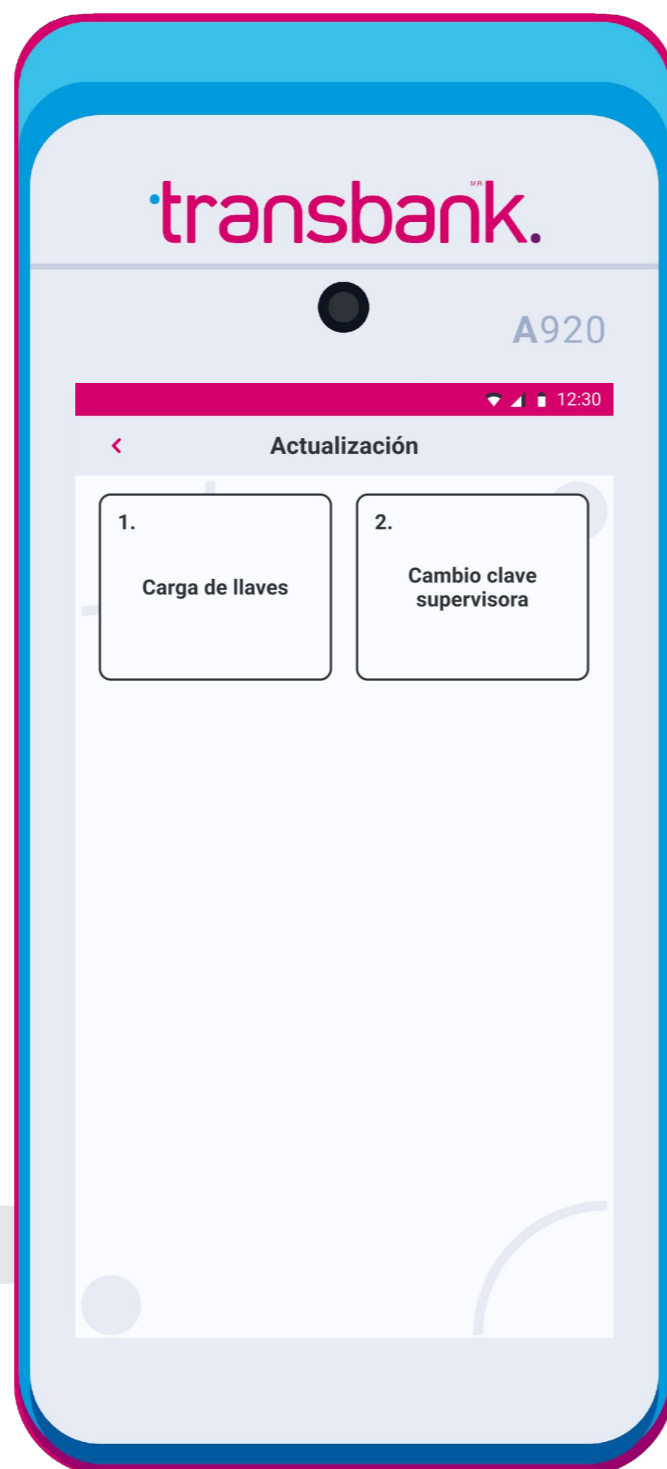 transbank.
M.R.
A920
12:30
Actualización
1.
Carga de llaves
2.
Cambio clave
supervisora